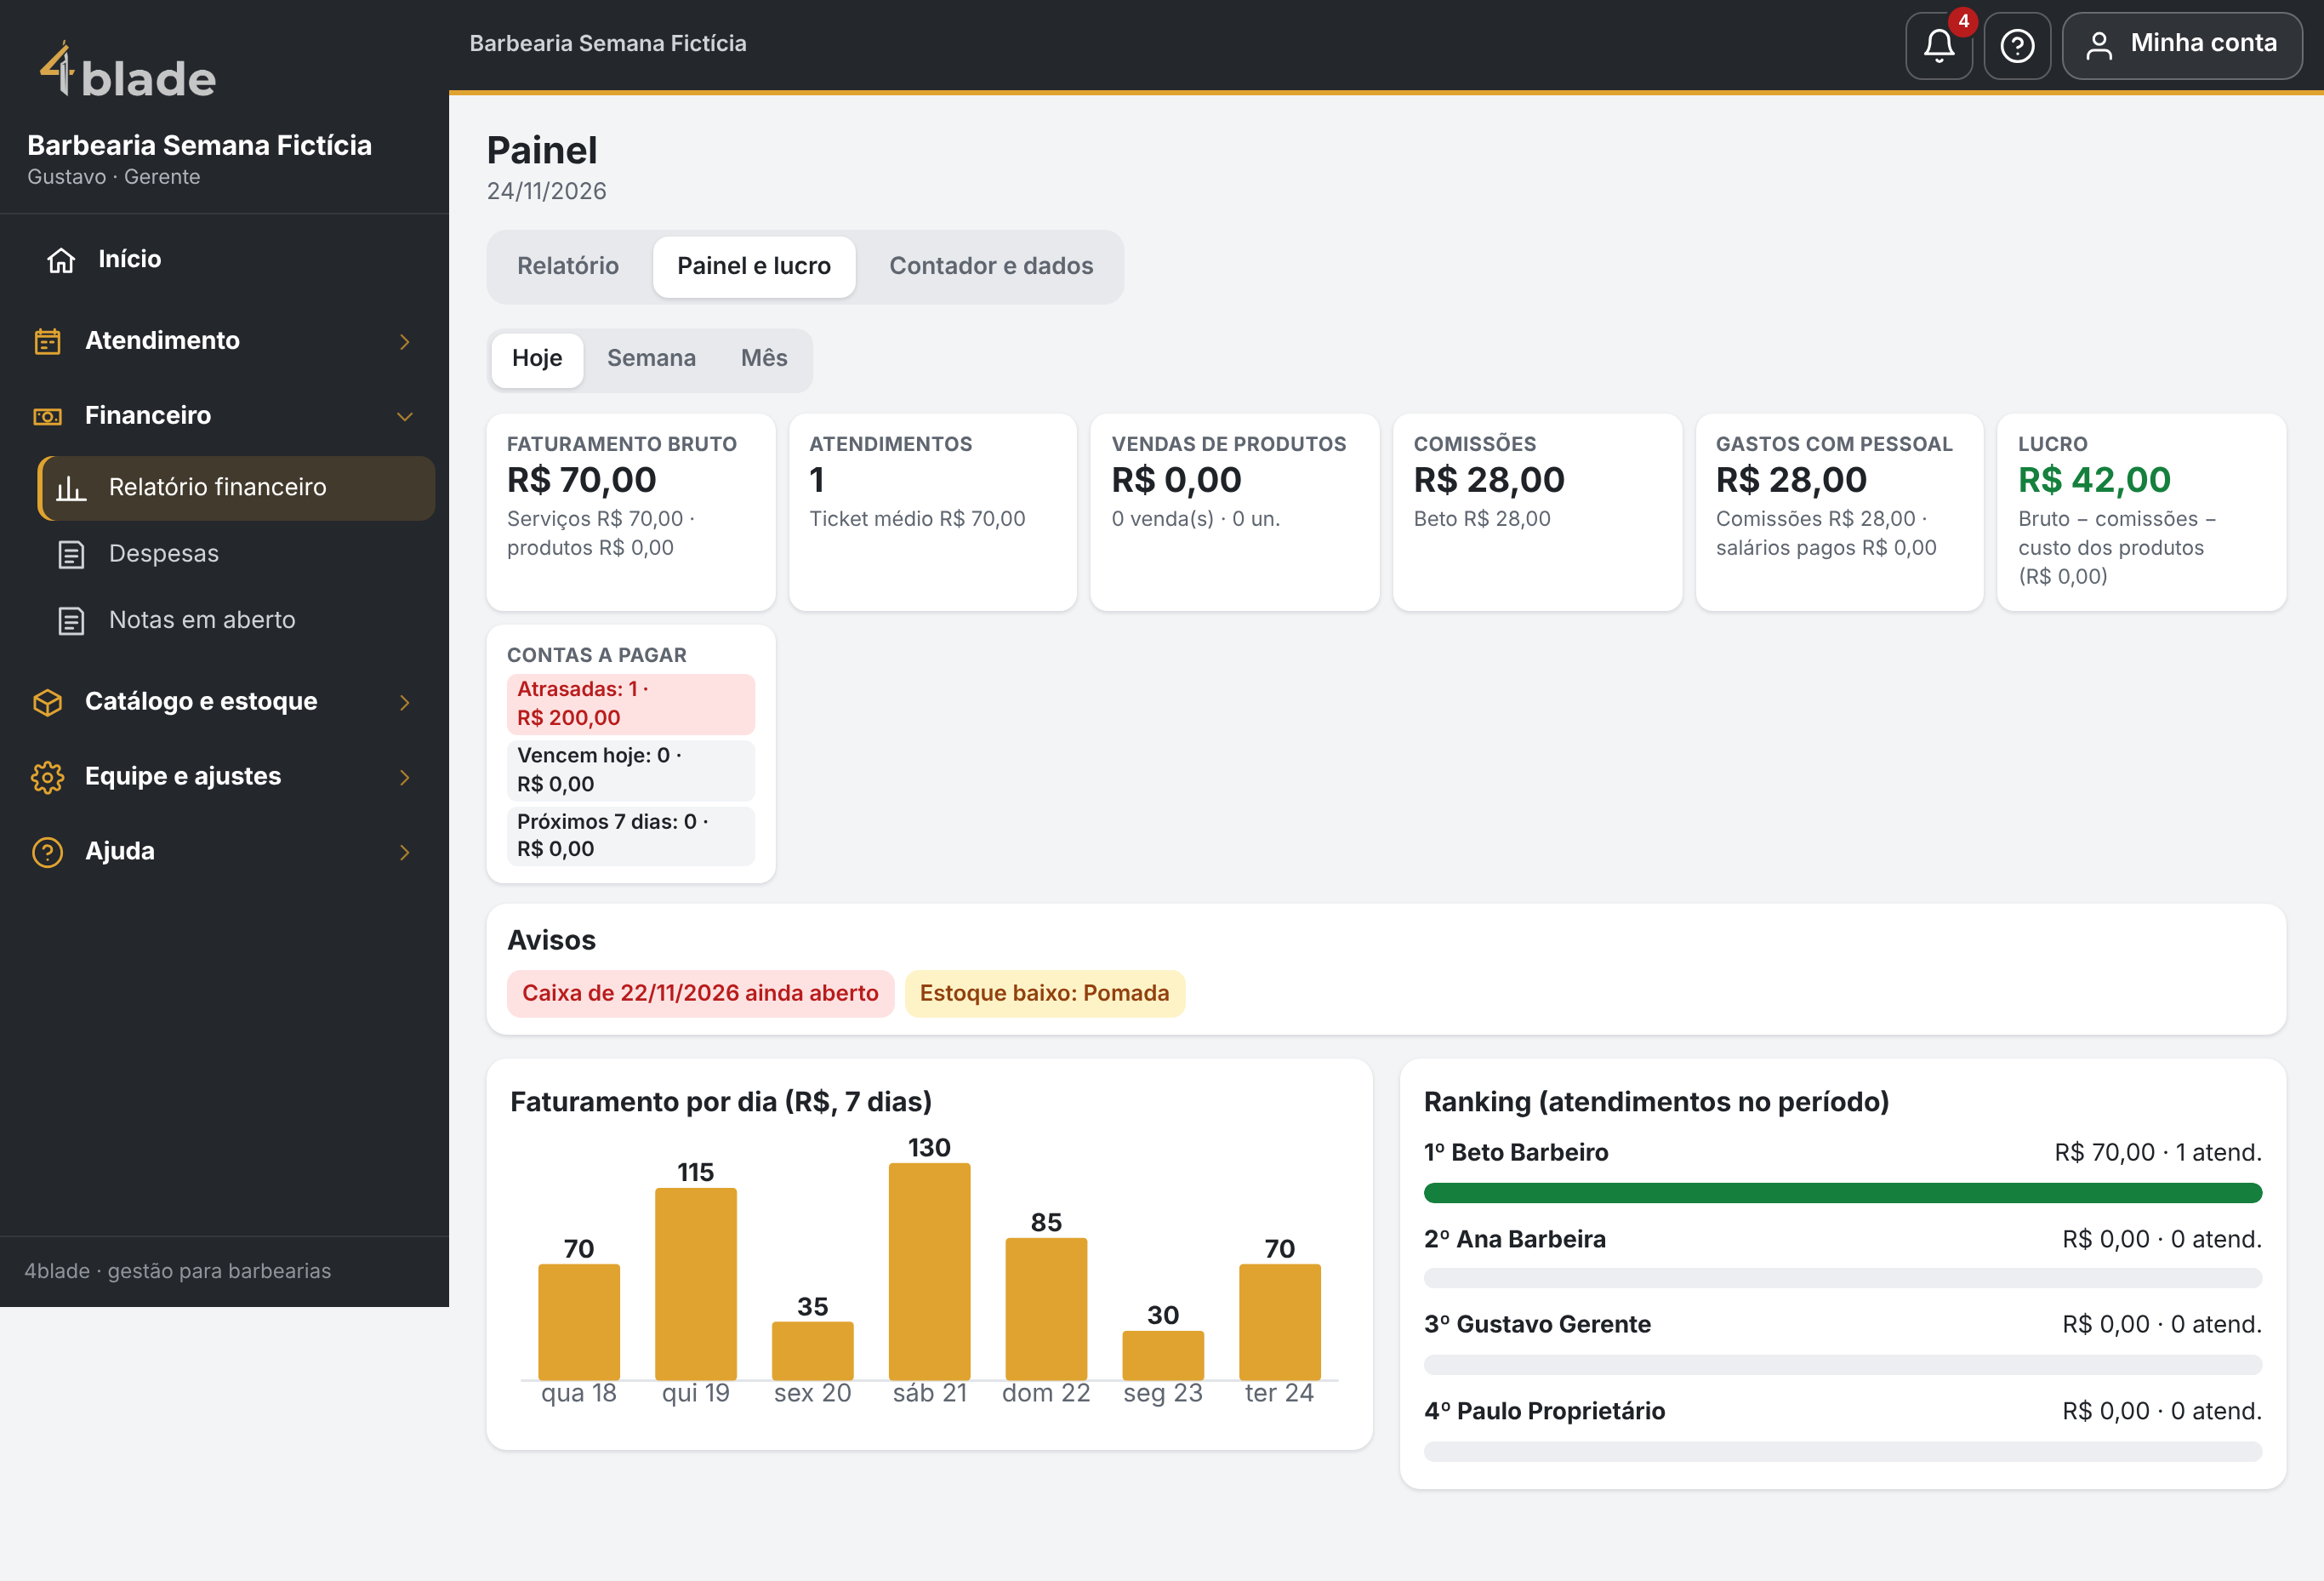 4blade
Barbearia Semana Fictícia
Gustavo · Gerente
Início
Atendimento
Financeiro
Relatório financeiro
Despesas
Notas em aberto
Catálogo e estoque
Equipe e ajustes
Ajuda
4blade · gestão para barbearias
Barbearia Semana Fictícia
4
Minha conta
Painel
24/11/2026
Relatório
Painel e lucro
Contador e dados
Hoje
Semana
Mês
FATURAMENTO BRUTO
R$ 70,00
Serviços R$ 70,00 ·
produtos R$ 0,00
ATENDIMENTOS
1
Ticket médio R$ 70,00
VENDAS DE PRODUTOS
R$ 0,00
0 venda(s) · 0 un.
COMISSÕES
R$ 28,00
Beto R$ 28,00
GASTOS COM PESSOAL
R$ 28,00
Comissões R$ 28,00 ·
salários pagos R$ 0,00
LUCRO
R$ 42,00
Bruto − comissões −
custo dos produtos
(R$ 0,00)
CONTAS A PAGAR
Atrasadas: 1 ·
R$ 200,00
Vencem hoje: 0 ·
R$ 0,00
Próximos 7 dias: 0 ·
R$ 0,00
Avisos
Caixa de 22/11/2026 ainda aberto
Estoque baixo: Pomada
Faturamento por dia (R$, 7 dias)
70
115
35
130
85
30
70
qua 18
qui 19
sex 20
sáb 21
dom 22
seg 23
ter 24
Ranking (atendimentos no período)
1º Beto Barbeiro
R$ 70,00 · 1 atend.
2º Ana Barbeira
R$ 0,00 · 0 atend.
3º Gustavo Gerente
R$ 0,00 · 0 atend.
4º Paulo Proprietário
R$ 0,00 · 0 atend.